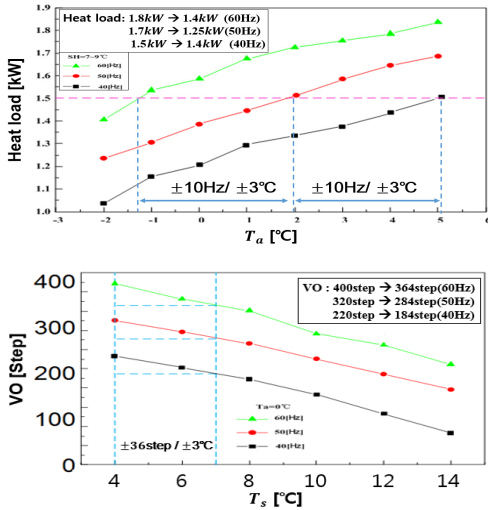 Heat load: 1.8kW → 1.4kW (60Hz)
1.7kW → 1.25kW(50Hz)
1.5kW → 1.4kW (40Hz)
SH=7~9℃
60[Hz]
50[Hz]
40[Hz]
Heat load [kW]
1.9
1.8
1.7
1.6
1.5
1.4
1.3
1.2
1.1
1.0
±10Hz/ ±3℃
±10Hz/ ±3℃
-3 -2 -1 0 1 2 3 4 5 6
Ta [℃]
VO : 400step → 364step(60Hz)
320step → 284step(50Hz)
220step → 184step(40Hz)
VO [Step]
400
300
200
100
0
Ta=0℃
60[Hz]
50[Hz]
40[Hz]
±36step / ±3℃
4 6 8 10 12 14
Ts [℃]